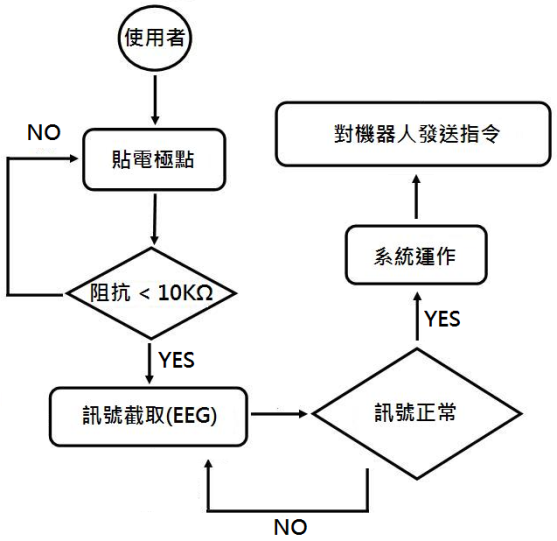 使用者
NO
貼電極點
阻抗 < 10KΩ
YES
訊號截取(EEG)
訊號正常
NO
YES
系統運作
對機器人發送指令